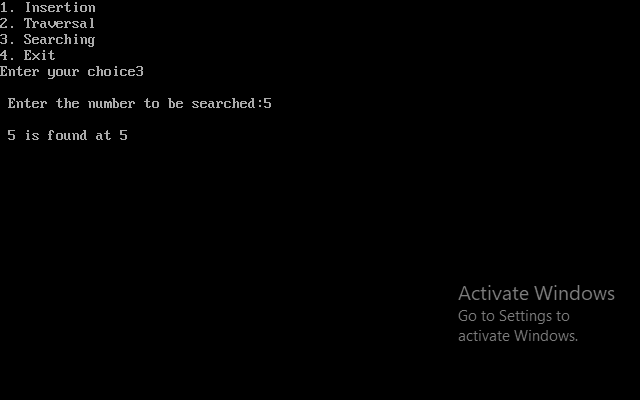 1. Insertion
2. Traversal
3. Searching
4. Exit
Enter your choice3
Enter the number to be searched:5
5 is found at 5
Activate Windows
Go to Settings to
activate Windows.